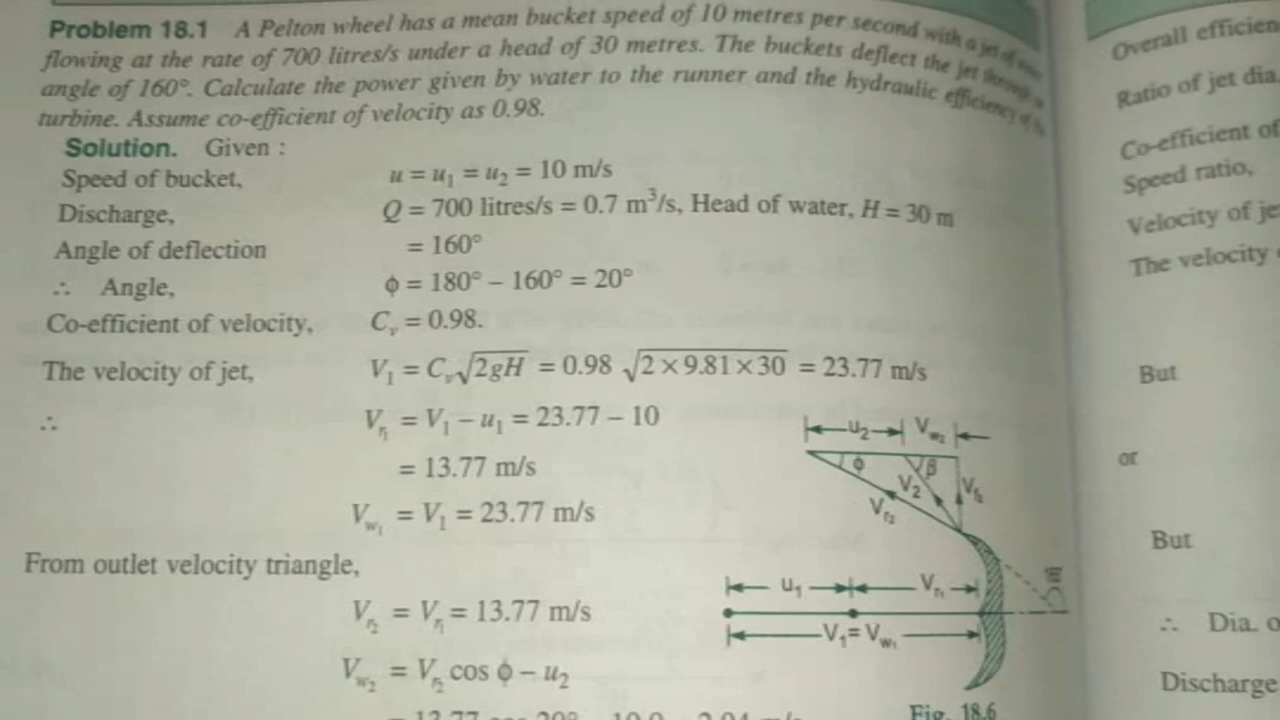 Problem 18.1 A Pelton wheel has a mean bucket speed of 10 metres per second with a jet of
flowing at the rate of 700 litres/s under a head of 30 metres. The buckets deflect the jet through
angle of 160°. Calculate the power given by water to the runner and the hydraulic efficiency of
turbine. Assume co-efficient of velocity as 0.98.
Solution. Given :
Speed of bucket, u = u₁ = u₂ = 10 m/s
Discharge, Q = 700 litres/s = 0.7 m³/s, Head of water, H = 30 m
Angle of deflection = 160°
∴ Angle, ϕ = 180° – 160° = 20°
Co-efficient of velocity, Cᵥ = 0.98.
The velocity of jet, V₁ = Cᵥ√2gH = 0.98 √2 × 9.81 × 30 = 23.77 m/s
∴ Vr₁ = V₁ – u₁ = 23.77 – 10
= 13.77 m/s
Vw₁ = V₁ = 23.77 m/s
From outlet velocity triangle,
Vr₂ = Vr₁ = 13.77 m/s
Vw₂ = Vr₂ cos ϕ – u₂
u₂ Vw₂
ϕ β
V₂ Vf₂
Vr₂
u₁ Vr₁
V₁= Vw₁
Fig. 18.6
Overall
Ratio of jet
Co-efficient of
Speed ratio,
Velocity of
The velocity
But
or
But
∴ Dia.
Discharge